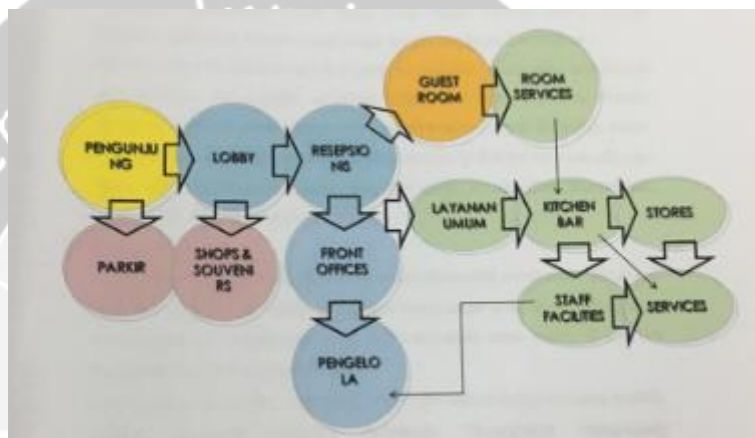 GUEST
ROOM
ROOM
SERVICES
PENGUNJU
NG
LOBBY
RESEPSIO
NIS
LAYANAN
UMUM
KITCHEN
BAR
STORES
PARKIR
SHOPS &
SOUVENI
RS
FRONT
OFFICES
STAFF
FACILITIES
SERVICES
PENGELO
LA